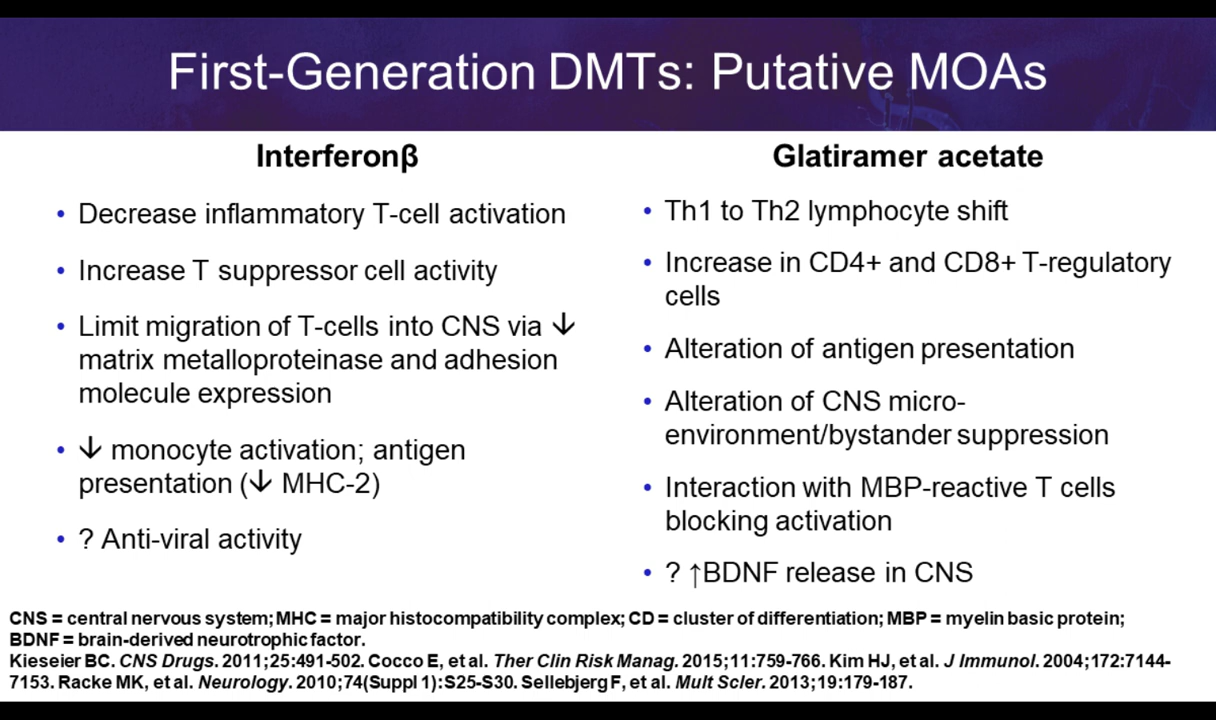 First-Generation DMTs: Putative MOAs
Interferonβ
• Decrease inflammatory T-cell activation
• Increase T suppressor cell activity
• Limit migration of T-cells into CNS via ↓
matrix metalloproteinase and adhesion
molecule expression
• ↓ monocyte activation; antigen
presentation (↓ MHC-2)
• ? Anti-viral activity
Glatiramer acetate
• Th1 to Th2 lymphocyte shift
• Increase in CD4+ and CD8+ T-regulatory
cells
• Alteration of antigen presentation
• Alteration of CNS micro-
environment/bystander suppression
• Interaction with MBP-reactive T cells
blocking activation
• ? ↑BDNF release in CNS
CNS = central nervous system; MHC = major histocompatibility complex; CD = cluster of differentiation; MBP = myelin basic protein;
BDNF = brain-derived neurotrophic factor.
Kieseier BC. CNS Drugs. 2011;25:491-502. Cocco E, et al. Ther Clin Risk Manag. 2015;11:759-766. Kim HJ, et al. J Immunol. 2004;172:7144-
7153. Racke MK, et al. Neurology. 2010;74(Suppl 1):S25-S30. Sellebjerg F, et al. Mult Scler. 2013;19:179-187.